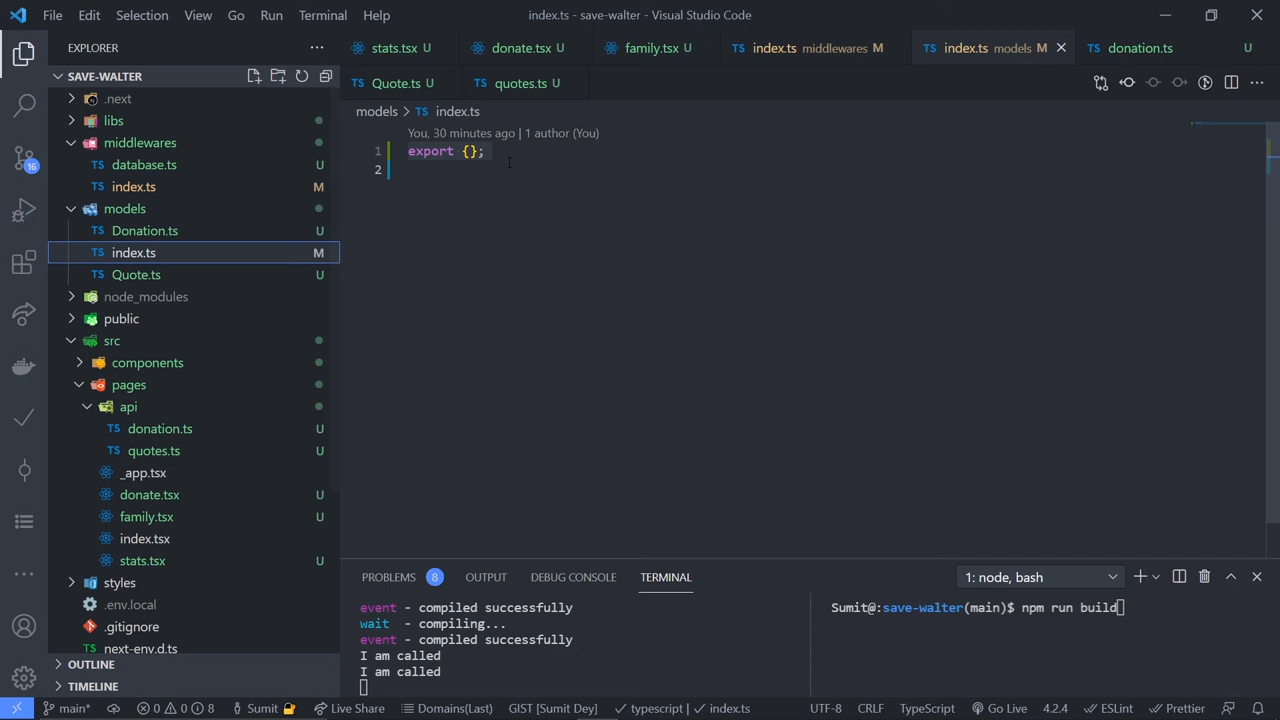 File Edit Selection View Go Run Terminal Help index.ts - save-walter - Visual Studio Code
EXPLORER
SAVE-WALTER
.next
libs
middlewares
TS database.ts
TS index.ts M
models
TS Donation.ts U
TS index.ts M
TS Quote.ts U
node_modules
public
src
components
pages
api
TS donation.ts U
TS quotes.ts U
_app.tsx
donate.tsx U
family.tsx U
index.tsx
stats.tsx U
styles
.env.local
.gitignore
next-env.d.ts
OUTLINE
TIMELINE
16
stats.tsx U donate.tsx U family.tsx U TS index.ts middlewares M TS index.ts models M TS donation.ts U
TS Quote.ts U TS quotes.ts U
models > TS index.ts
You, 30 minutes ago | 1 author (You)
1 export {};
2
PROBLEMS 8 OUTPUT DEBUG CONSOLE TERMINAL 1: node, bash
event - compiled successfully
wait - compiling...
event - compiled successfully
I am called
I am called
Sumit@:save-walter(main)$ npm run build
main* 0 0 8 Sumit Live Share Domains(Last) GIST [Sumit Dey] typescript | index.ts UTF-8 CRLF TypeScript Go Live 4.2.4 ESLint Prettier